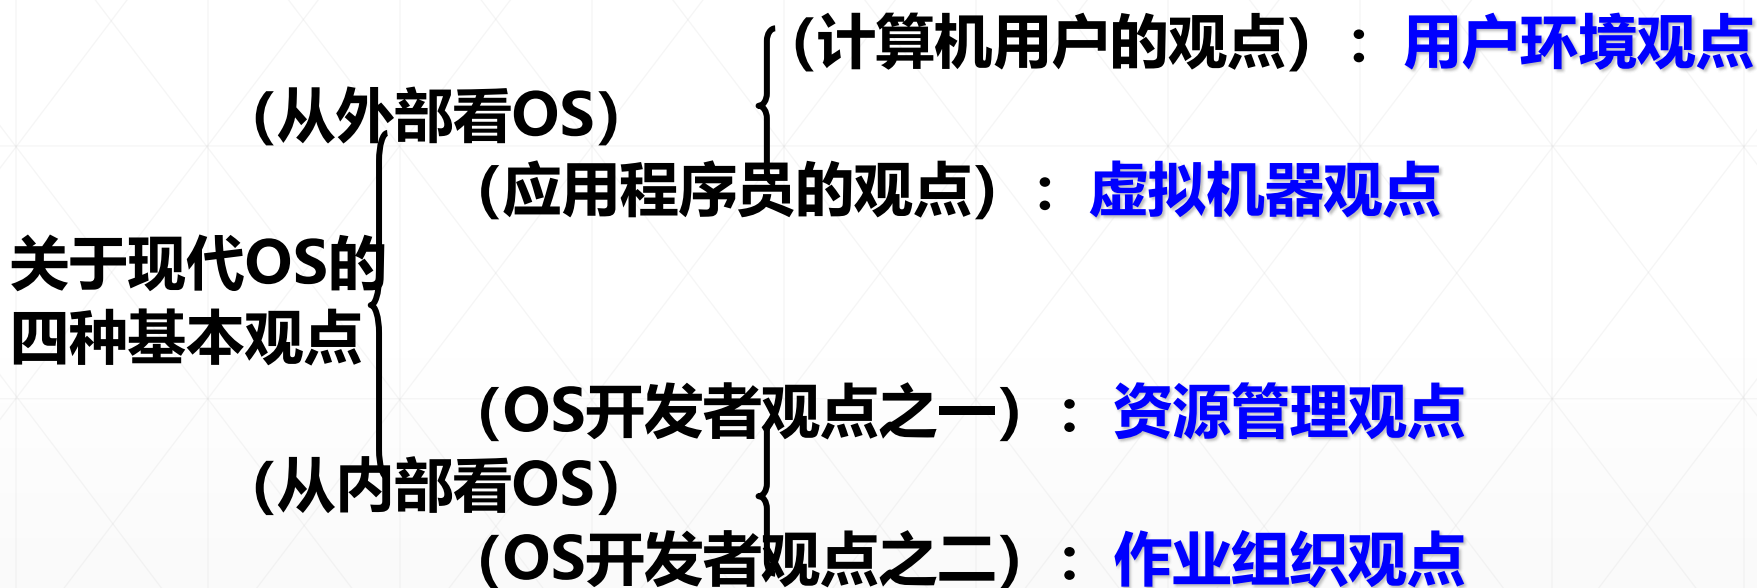 （计算机用户的观点）：用户环境观点
（从外部看OS）
（应用程序员的观点）：虚拟机器观点
关于现代OS的
四种基本观点
（OS开发者观点之一）：资源管理观点
（从内部看OS）
（OS开发者观点之二）：作业组织观点